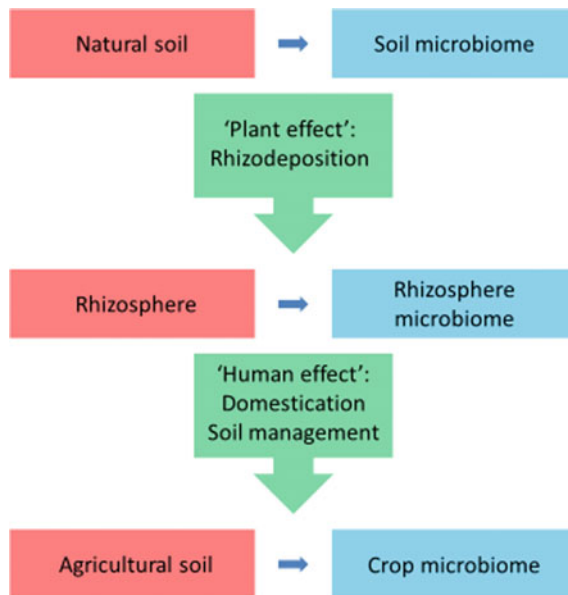 Natural soil
Soil microbiome
‘Plant effect’:
Rhizodeposition
Rhizosphere
Rhizosphere
microbiome
‘Human effect’:
Domestication
Soil management
Agricultural soil
Crop microbiome